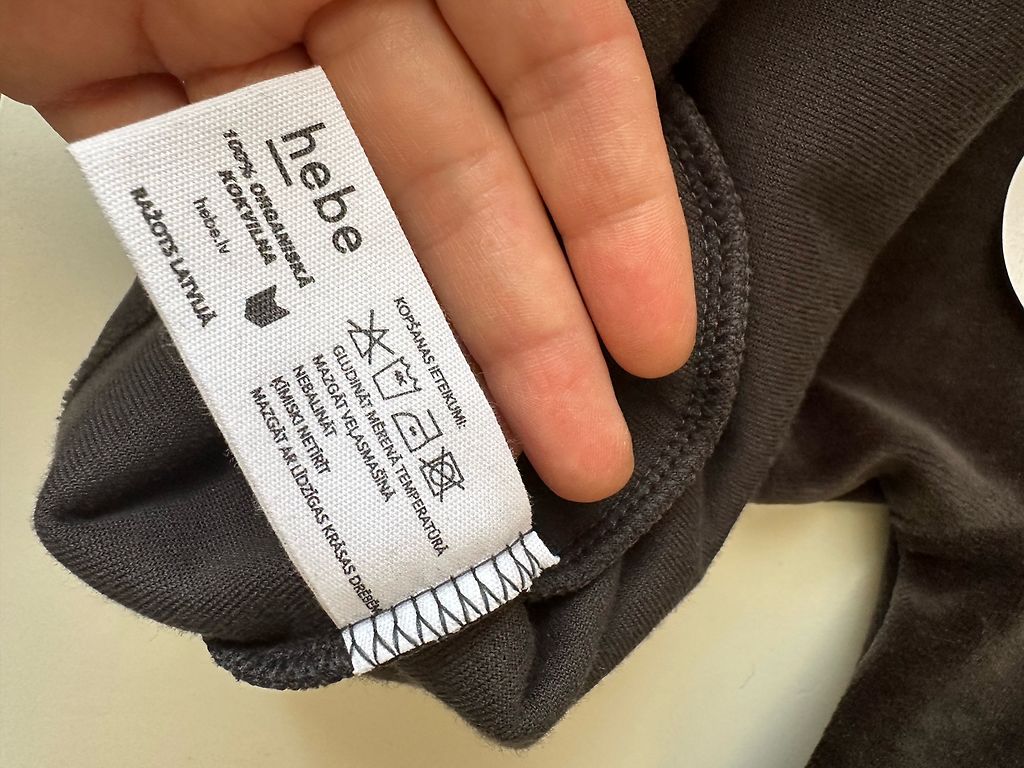 hebe
100% ORGANISKĀ
KOKVILNA
hebe.lv
RAŽOTS LATVIJĀ
KOPŠANAS IETEIKUMI:
GLUDINĀT MĒRENĀ TEMPERATŪRĀ
MAZGĀT VEĻASMAŠĪNĀ
NEBALINĀT
ĶĪMISKI NETĪRĪT
MAZGĀT AR LĪDZĪGAS KRĀSAS DRĒBĒM